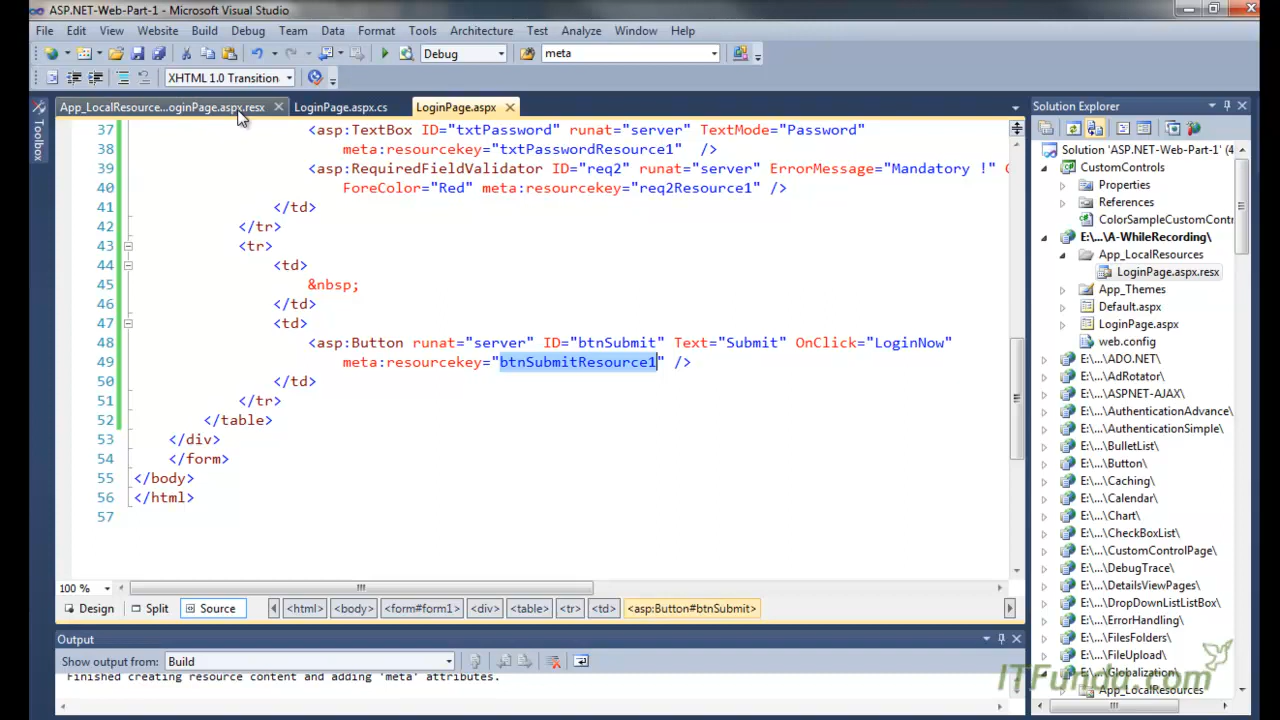 ASP.NET-Web-Part-1 - Microsoft Visual Studio
File Edit View Website Build Debug Team Data Format Tools Architecture Test Analyze Window Help
Debug meta
XHTML 1.0 Transition
App_LocalResource...oginPage.aspx.resx LoginPage.aspx.cs LoginPage.aspx
Toolbox
37 <asp:TextBox ID="txtPassword" runat="server" TextMode="Password"
38 meta:resourcekey="txtPasswordResource1" />
39 <asp:RequiredFieldValidator ID="req2" runat="server" ErrorMessage="Mandatory !"
40 ForeColor="Red" meta:resourcekey="req2Resource1" />
41 </td>
42 </tr>
43 <tr>
44 <td>
45 &nbsp;
46 </td>
47 <td>
48 <asp:Button runat="server" ID="btnSubmit" Text="Submit" OnClick="LoginNow"
49 meta:resourcekey="btnSubmitResource1" />
50 </td>
51 </tr>
52 </table>
53 </div>
54 </form>
55 </body>
56 </html>
57
100 %
Design Split Source <html> <body> <form#form1> <div> <table> <tr> <td> <asp:Button#btnSubmit>
Output
Show output from: Build
Finished creating resource content and adding 'meta' attributes.
Solution Explorer
Solution 'ASP.NET-Web-Part-1' (4
CustomControls
Properties
References
ColorSampleCustomContr
E:\...\A-WhileRecording\
App_LocalResources
LoginPage.aspx.resx
App_Themes
Default.aspx
LoginPage.aspx
web.config
E:\...\ADO.NET\
E:\...\AdRotator\
E:\...\ASPNET-AJAX\
E:\...\AuthenticationAdvance\
E:\...\AuthenticationSimple\
E:\...\BulletList\
E:\...\Button\
E:\...\Caching\
E:\...\Calendar\
E:\...\Chart\
E:\...\CheckBoxList\
E:\...\CustomControlPage\
E:\...\DebugTrace\
E:\...\DetailsViewPages\
E:\...\DropDownListListBox\
E:\...\ErrorHandling\
E:\...\FilesFolders\
E:\...\FileUpload\
E:\...\Globalization\
App_LocalResources
ITFunda.com